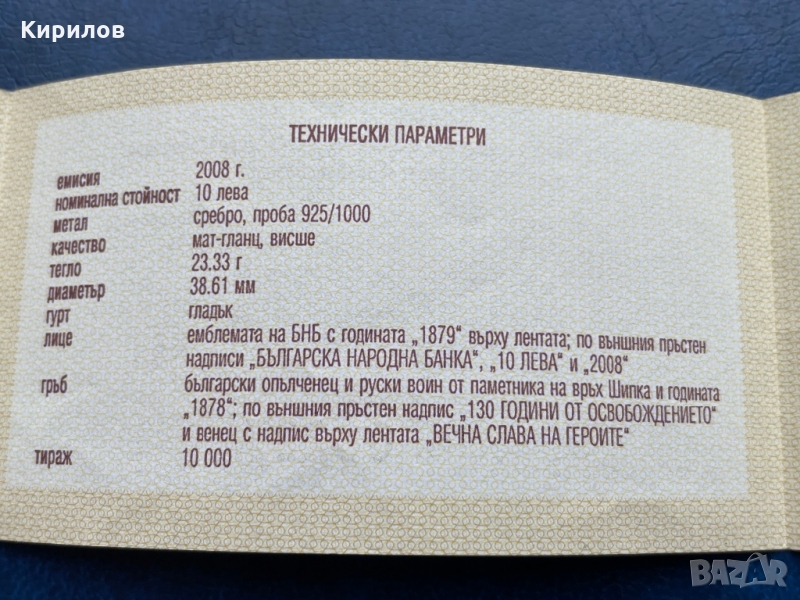 Кирилов
ТЕХНИЧЕСКИ ПАРАМЕТРИ
емисия 2008 г.
номинална стойност 10 лева
метал сребро, проба 925/1000
качество мат-гланц, висше
тегло 23.33 г
диаметър 38.61 мм
гурт гладък
лице емблемата на БНБ с годината „1879“ върху лентата; по външния пръстен
надписи „БЪЛГАРСКА НАРОДНА БАНКА“, „10 ЛЕВА“ и „2008“
гръб български опълченец и руски воин от паметника на връх Шипка и годината
„1878“; по външния пръстен надпис „130 ГОДИНИ ОТ ОСВОБОЖДЕНИЕТО“
и венец с надпис върху лентата „ВЕЧНА СЛАВА НА ГЕРОИТЕ“
тираж 10 000
BAZAR